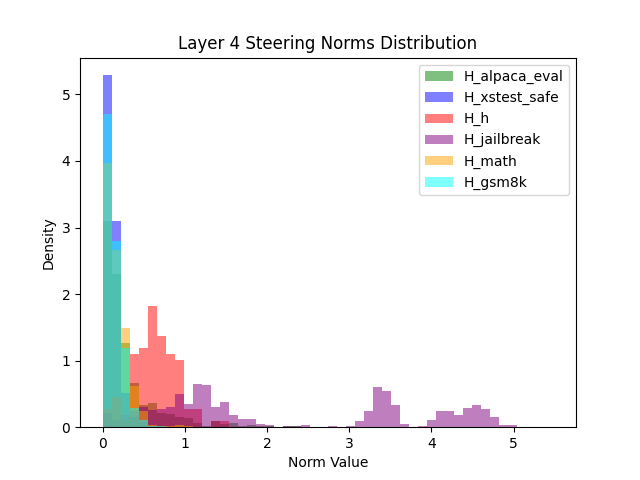 Layer 4 Steering Norms Distribution
H_alpaca_eval
H_xstest_safe
H_h
H_jailbreak
H_math
H_gsm8k
Density
5
4
3
2
1
0
0 1 2 3 4 5
Norm Value